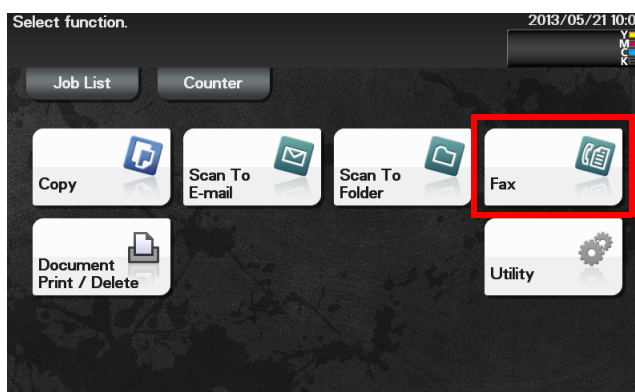 Select function.
2013/05/21 10:0
Y
M
C
K
Job List
Counter
Copy
Scan To
E-mail
Scan To
Folder
Fax
Document
Print / Delete
Utility